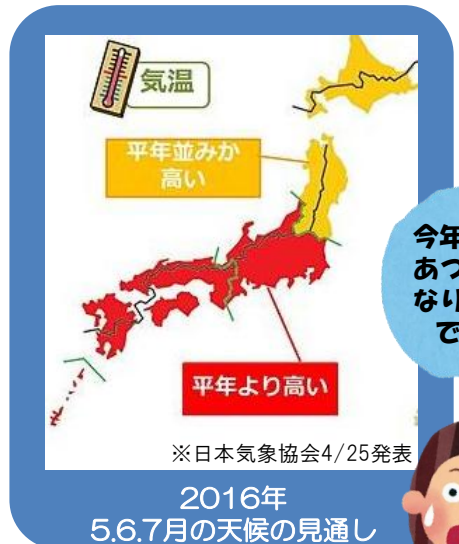 気温
平年並みか
高い
平年より高い
※日本気象協会4/25発表
2016年
5.6.7月の天候の見通し
今年
あつ
なり
で